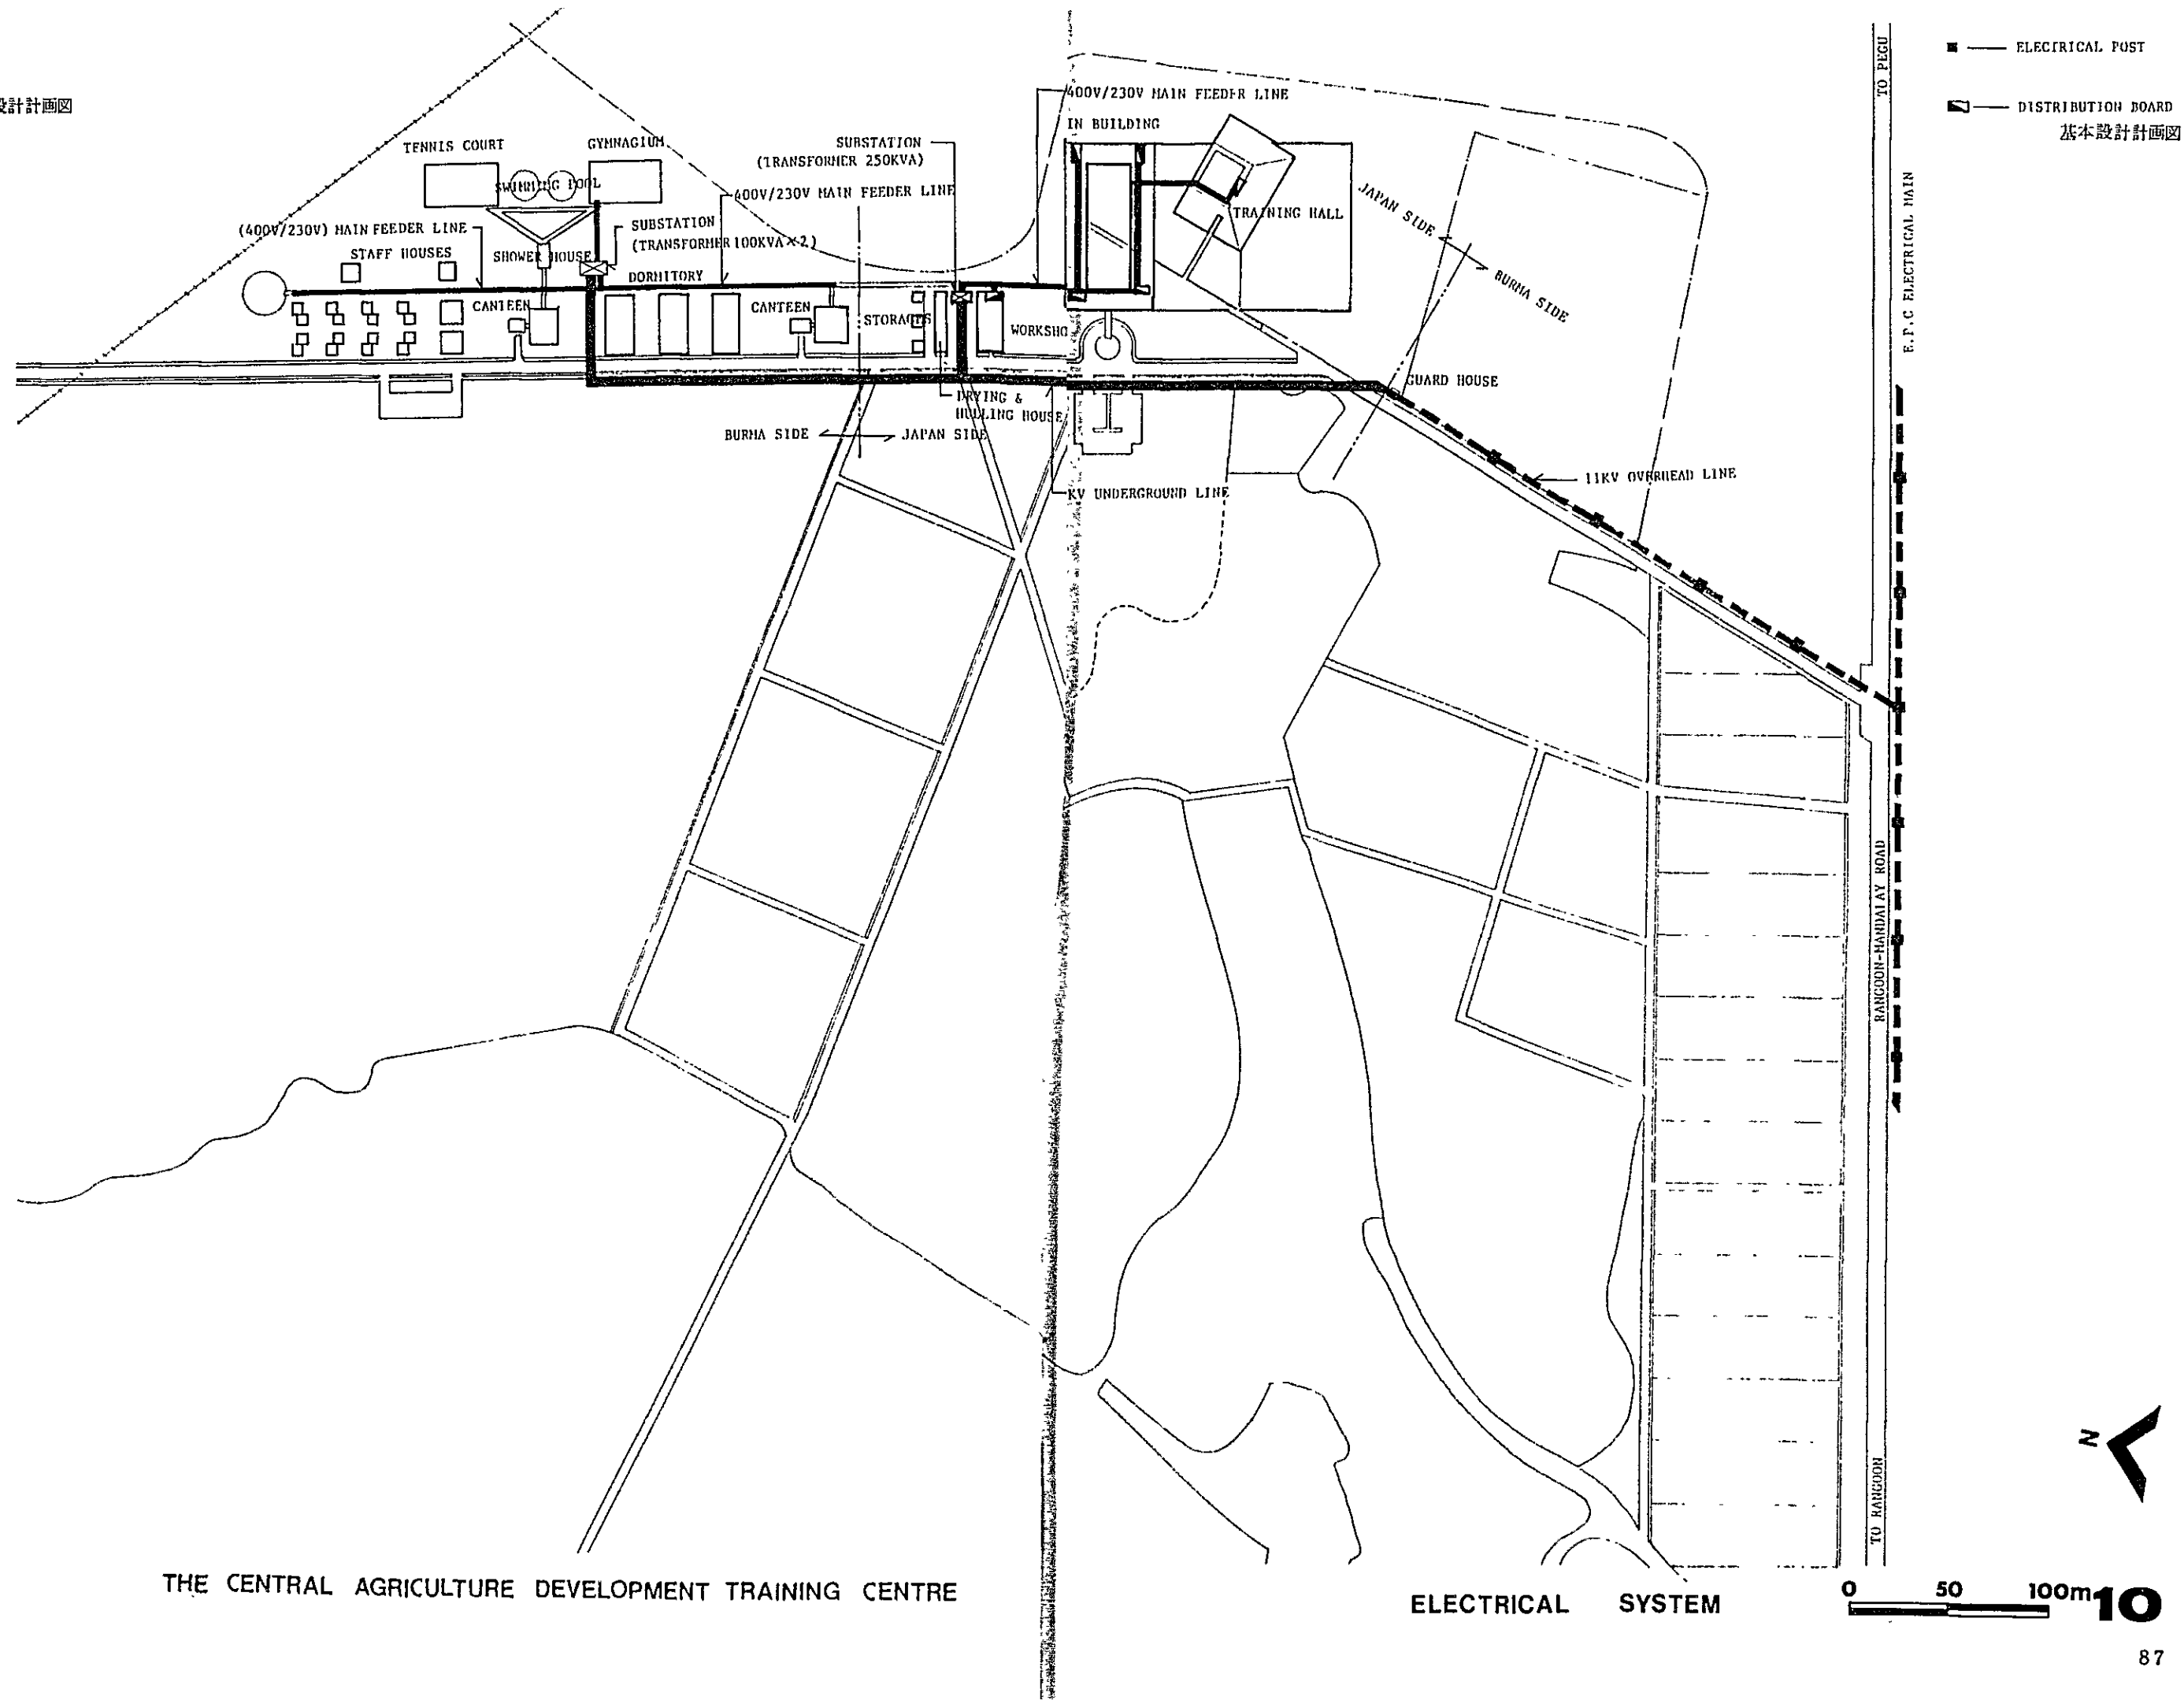 ELECTRICAL POST
DISTRIBUTION BOARD
基本設計計画図
設計計画図
TO PEGU
E.P.C ELECTRICAL MAIN
400V/230V MAIN FEEDER LINE
IN BUILDING
TENNIS COURT
GYMNAGIUM
SUBSTATION
(TRANSFORMER 250KVA)
SWIMMING POOL
400V/230V MAIN FEEDER LINE
JAPAN SIDE
BURMA SIDE
TRAINING HALL
(400V/230V) MAIN FEEDER LINE
SUBSTATION
(TRANSFORMER 100KVA×2)
STAFF HOUSES
SHOWER HOUSE
DORMITORY
CANTEEN
CANTEEN
STORAGES
WORKSHO
GUARD HOUSE
DRYING &
HULLING HOUSE
BURMA SIDE
JAPAN SIDE
11KV OVERHEAD LINE
KV UNDERGROUND LINE
RANGOON-MANDALAY ROAD
TO RANGOON
N
THE CENTRAL AGRICULTURE DEVELOPMENT TRAINING CENTRE
ELECTRICAL SYSTEM
0 50 100m
10
87